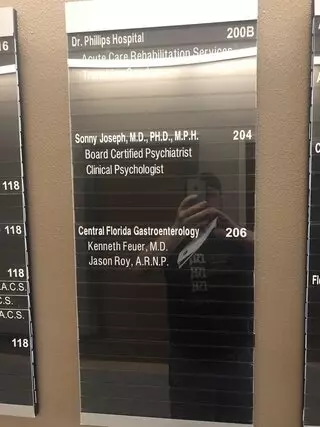 Dr. Phillips Hospital 200B
Acute Care Rehabilitation Services
Sonny Joseph, M.D., PH.D., M.P.H. 204
Board Certified Psychiatrist
Clinical Psychologist
Central Florida Gastroenterology 206
Kenneth Feuer, M.D.
Jason Roy, A.R.N.P.
16
118
118
118
A.C.S.
C.S.
A.C.S.
118